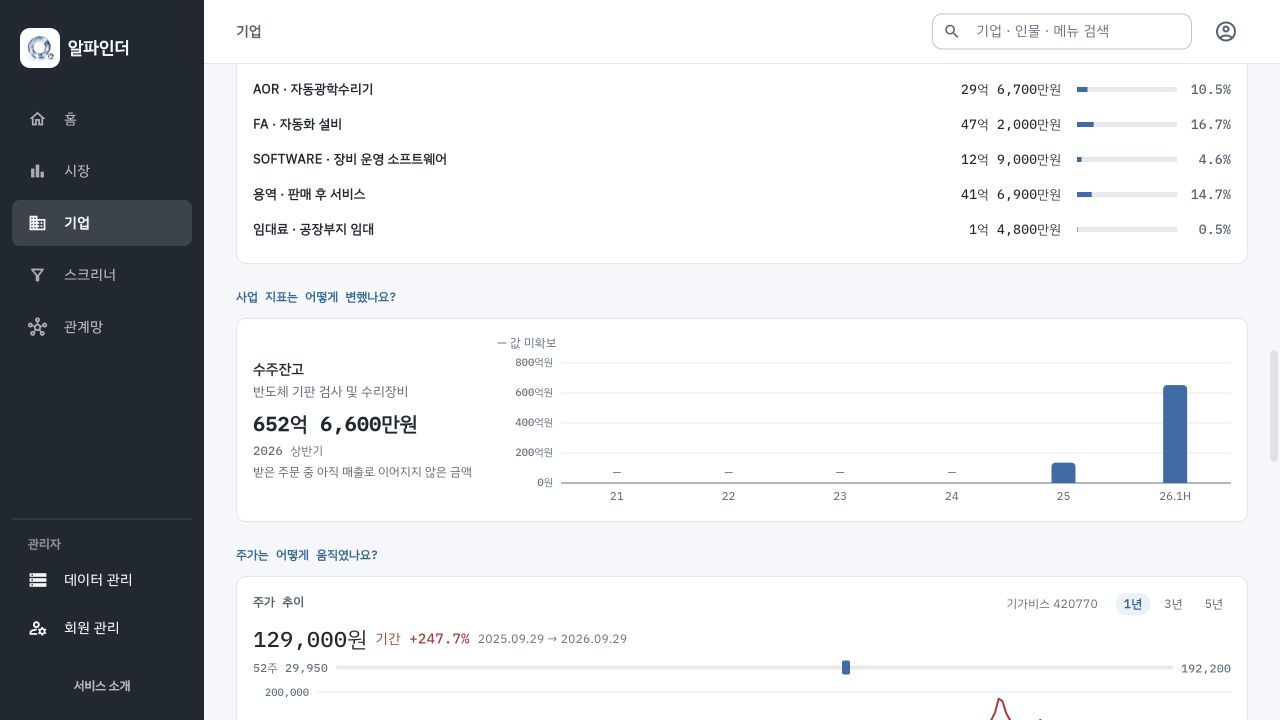 알파인더
기업
기업 · 인물 · 메뉴 검색
홈
시장
기업
스크리너
관계망
관리자
데이터 관리
회원 관리
서비스 소개
AOR · 자동광학수리기 29억 6,700만원 10.5%
FA · 자동화 설비 47억 2,000만원 16.7%
SOFTWARE · 장비 운영 소프트웨어 12억 9,000만원 4.6%
용역 · 판매 후 서비스 41억 6,900만원 14.7%
임대료 · 공장부지 임대 1억 4,800만원 0.5%
사업 지표는 어떻게 변했나요?
수주잔고
반도체 기판 검사 및 수리장비
652억 6,600만원
2026 상반기
받은 주문 중 아직 매출로 이어지지 않은 금액
— 값 미확보
800억원
600억원
400억원
200억원
0원
— — — —
21 22 23 24 25 26.1H
주가는 어떻게 움직였나요?
주가 추이
기가비스 420770 1년 3년 5년
129,000원 기간 +247.7% 2025.09.29 → 2026.09.29
52주 29,950 192,200
200,000